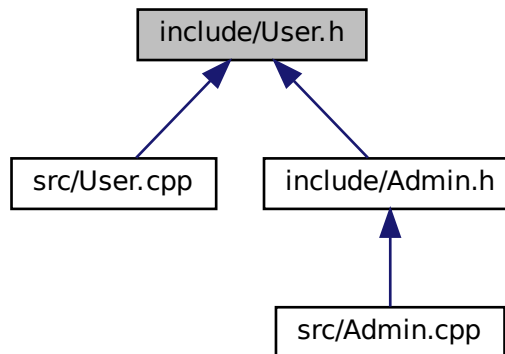 include/User.h
src/User.cpp
include/Admin.h
src/Admin.cpp